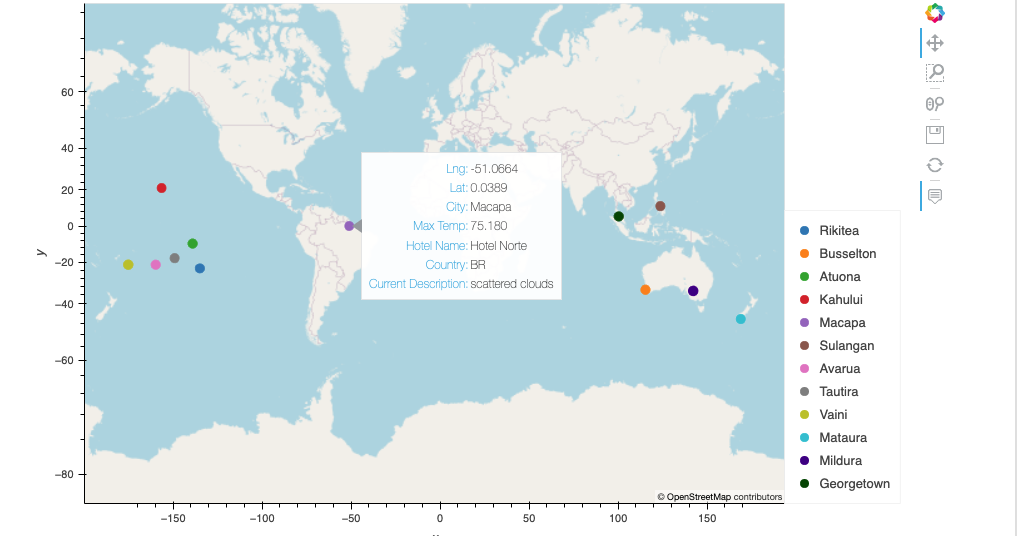 60
40
20
0
−20
−40
−60
−80
y
−150
−100
−50
0
50
100
150
Lng: -51.0664
Lat: 0.0389
City: Macapa
Max Temp: 75.180
Hotel Name: Hotel Norte
Country: BR
Current Description: scattered clouds
© OpenStreetMap contributors
Rikitea
Busselton
Atuona
Kahului
Macapa
Sulangan
Avarua
Tautira
Vaini
Mataura
Mildura
Georgetown